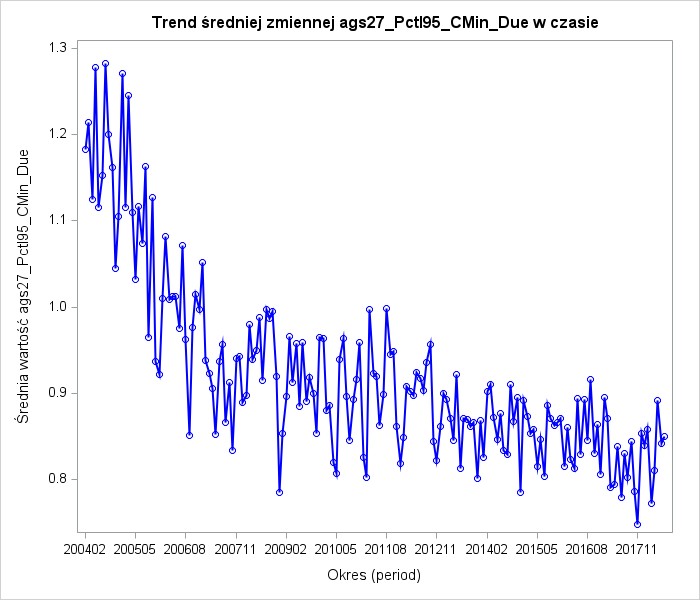 Trend średniej zmiennej ags27_Pctl95_CMin_Due w czasie
Średnia wartość ags27_Pctl95_CMin_Due
1.3
1.2
1.1
1.0
0.9
0.8
200402 200505 200608 200711 200902 201005 201108 201211 201402 201505 201608 201711
Okres (period)